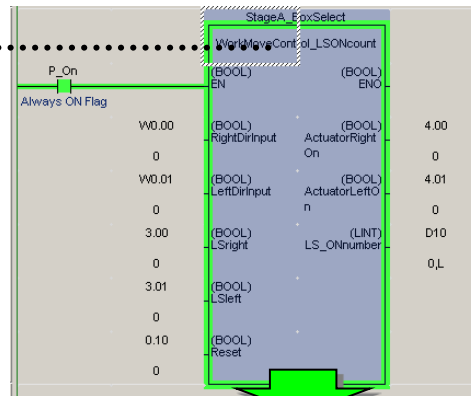 StageA_BoxSelect
WorkMoveControl_LSONcount
P_On
Always ON Flag
(BOOL) EN
(BOOL) ENO
W0.00
0
(BOOL) RightDirInput
(BOOL) ActuatorRight On
4.00
0
W0.01
0
(BOOL) LeftDirInput
(BOOL) ActuatorLeftO n
4.01
0
3.00
0
(BOOL) LSright
(LINT) LS_ONnumber
D10
0,L
3.01
0
(BOOL) LSleft
0.10
0
(BOOL) Reset